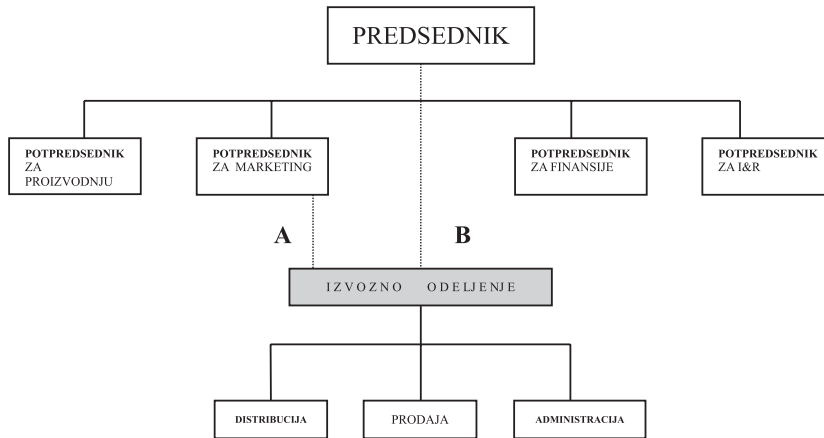 PREDSEDNIK
POTPREDSEDNIK
ZA
PROIZVODNJU
POTPREDSEDNIK
ZA MARKETING
POTPREDSEDNIK
ZA FINANSIJE
POTPREDSEDNIK
ZA I&R
A
B
IZVOZNO ODELJENJE
DISTRIBUCIJA
PRODAJA
ADMINISTRACIJA